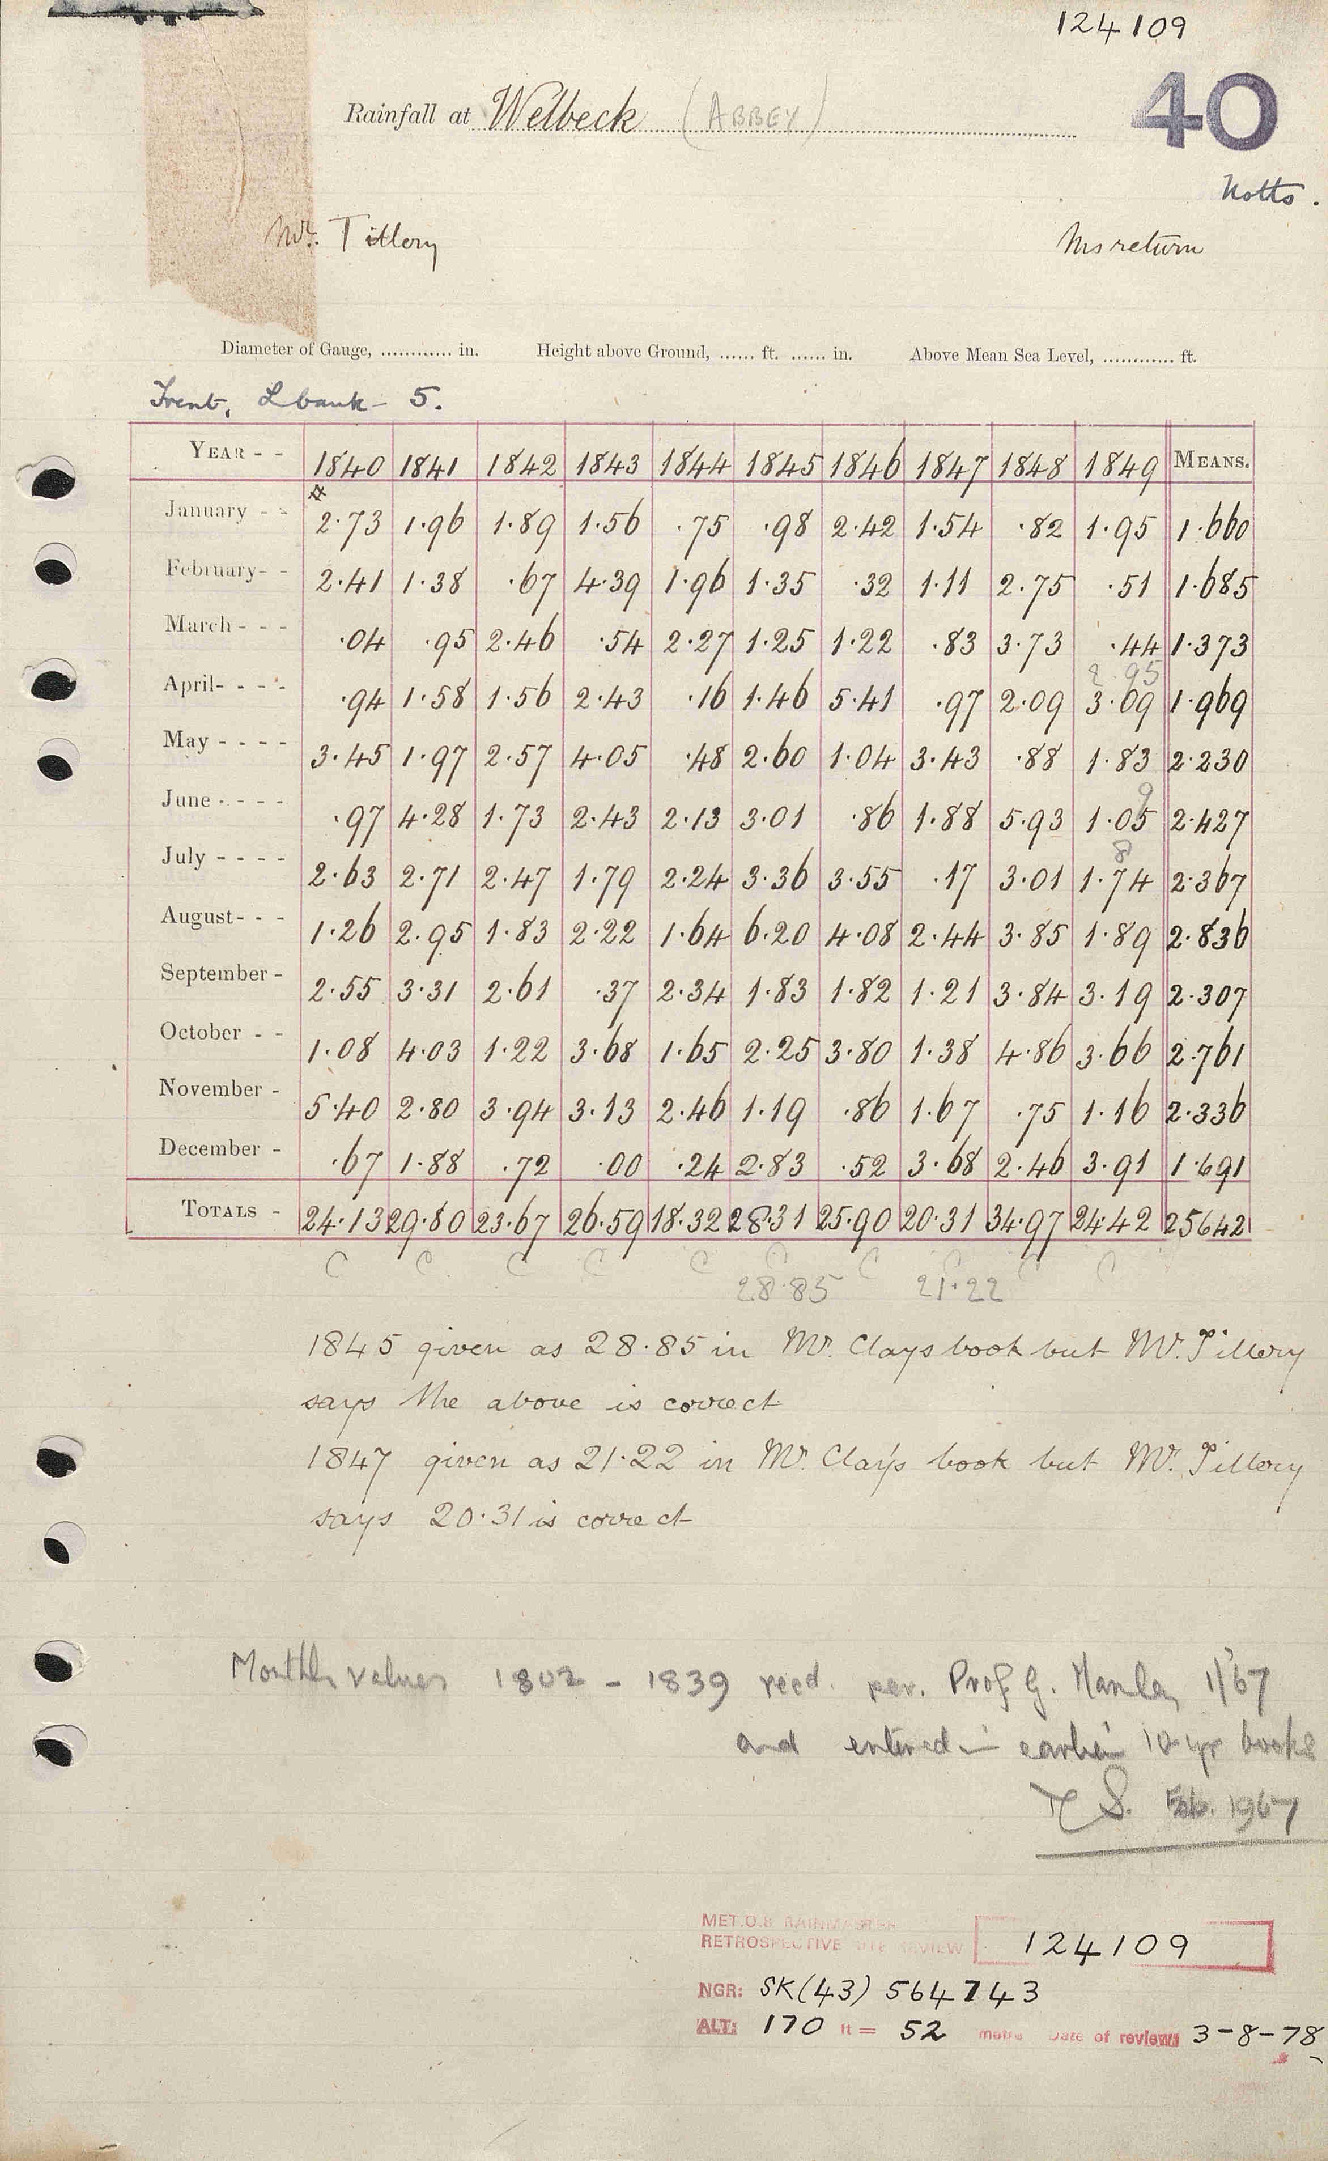 124109
40
Rainfall at Welbeck (ABBEY)
Notts.
Mr. Tillery
Ms return
Diameter of Gauge, ............ in. Height above Ground, ...... ft. ...... in. Above Mean Sea Level, ............ ft.
Trent, L bank - 5.
YEAR - - 1840 1841 1842 1843 1844 1845 1846 1847 1848 1849 MEANS.
January - - 2.73 1.96 1.89 1.56 .75 .98 2.42 1.54 .82 1.95 1.660
February - - 2.41 1.38 .67 4.39 1.96 1.35 .32 1.11 2.75 .51 1.685
March - - - .04 .95 2.46 .54 2.27 1.25 1.22 .83 3.73 .44 1.373
2.95
April - - - - .94 1.58 1.56 2.43 .16 1.46 5.41 .97 2.09 3.09 1.969
May - - - - 3.45 1.97 2.57 4.05 .48 2.60 1.04 3.43 .88 1.83 2.230
9
June - - - - .97 4.28 1.73 2.43 2.13 3.01 .86 1.88 5.93 1.05 2.427
8
July - - - - 2.63 2.71 2.47 1.79 2.24 3.36 3.55 .17 3.01 1.74 2.367
August - - - 1.26 2.95 1.83 2.22 1.64 6.20 4.08 2.44 3.85 1.89 2.836
September - 2.55 3.31 2.61 .37 2.34 1.83 1.82 1.21 3.84 3.19 2.307
October - - 1.08 4.03 1.22 3.68 1.65 2.25 3.80 1.38 4.86 3.66 2.761
November - 5.40 2.80 3.94 3.13 2.46 1.19 .86 1.67 .75 1.16 2.336
December - .67 1.88 .72 .00 .24 2.83 .52 3.68 2.46 3.91 1.691
TOTALS - 24.13 29.80 23.67 26.59 18.32 28.31 25.90 20.31 34.97 24.42 25642
C C C C C C C C C C
28.85 21.22
1845 given as 28.85 in Mr. Clays book but Mr. Tillery
says the above is correct
1847 given as 21.22 in Mr. Clay's book but Mr. Tillery
says 20.31 is correct
Monthly values 1802 - 1839 recd. per. Prof G. Manley 1/'67
and entered in earlier 10 yr books
S. Feb. 1967
MET.O.8 RAINMASTER
RETROSPECTIVE SITE REVIEW 124109
NGR: SK(43) 564743
ALT: 170 ft = 52 metre Date of review 3-8-78